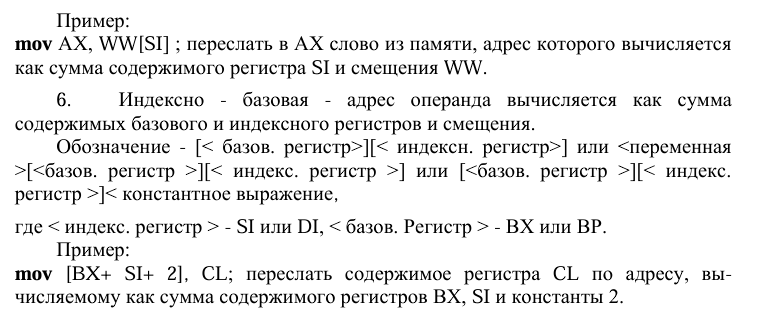 Пример:
mov AX, WW[SI] ; переслать в AX слово из памяти, адрес которого вычисляется
как сумма содержимого регистра SI и смещения WW.
6. Индексно - базовая - адрес операнда вычисляется как сумма
содержимых базового и индексного регистров и смещения.
Обозначение - [< базов. регистр>][< индексн. регистр>] или <переменная
>[<базов. регистр >][< индекс. регистр >] или [<базов. регистр >][< индекс.
регистр >]< константное выражение,
где < индекс. регистр > - SI или DI, < базов. Регистр > - BX или BP.
Пример:
mov [BX+ SI+ 2], CL; переслать содержимое регистра CL по адресу, вы-
числяемому как сумма содержимого регистров BX, SI и константы 2.